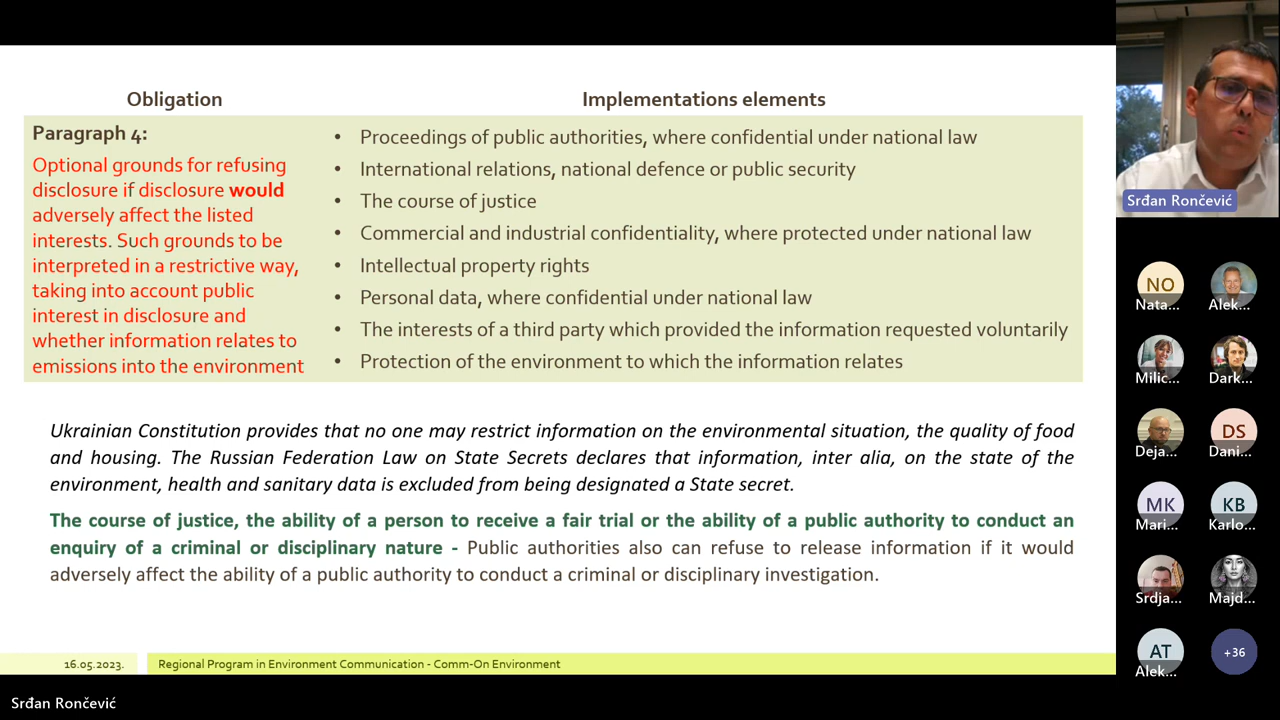 Obligation
Implementations elements
Paragraph 4:
Optional grounds for refusing
disclosure if disclosure would
adversely affect the listed
interests. Such grounds to be
interpreted in a restrictive way,
taking into account public
interest in disclosure and
whether information relates to
emissions into the environment
• Proceedings of public authorities, where confidential under national law
• International relations, national defence or public security
• The course of justice
• Commercial and industrial confidentiality, where protected under national law
• Intellectual property rights
• Personal data, where confidential under national law
• The interests of a third party which provided the information requested voluntarily
• Protection of the environment to which the information relates
Ukrainian Constitution provides that no one may restrict information on the environmental situation, the quality of food
and housing. The Russian Federation Law on State Secrets declares that information, inter alia, on the state of the
environment, health and sanitary data is excluded from being designated a State secret.
The course of justice, the ability of a person to receive a fair trial or the ability of a public authority to conduct an
enquiry of a criminal or disciplinary nature - Public authorities also can refuse to release information if it would
adversely affect the ability of a public authority to conduct a criminal or disciplinary investigation.
16.05.2023.
Regional Program in Environment Communication - Comm-On Environment
Srđan Rončević
Srđan Rončević
NO
Nata...
Alek...
Milic...
Dark...
Deja...
DS
Dani...
MK
Mari...
KB
Karlo...
Srdja...
Majd...
AT
Alek...
+36